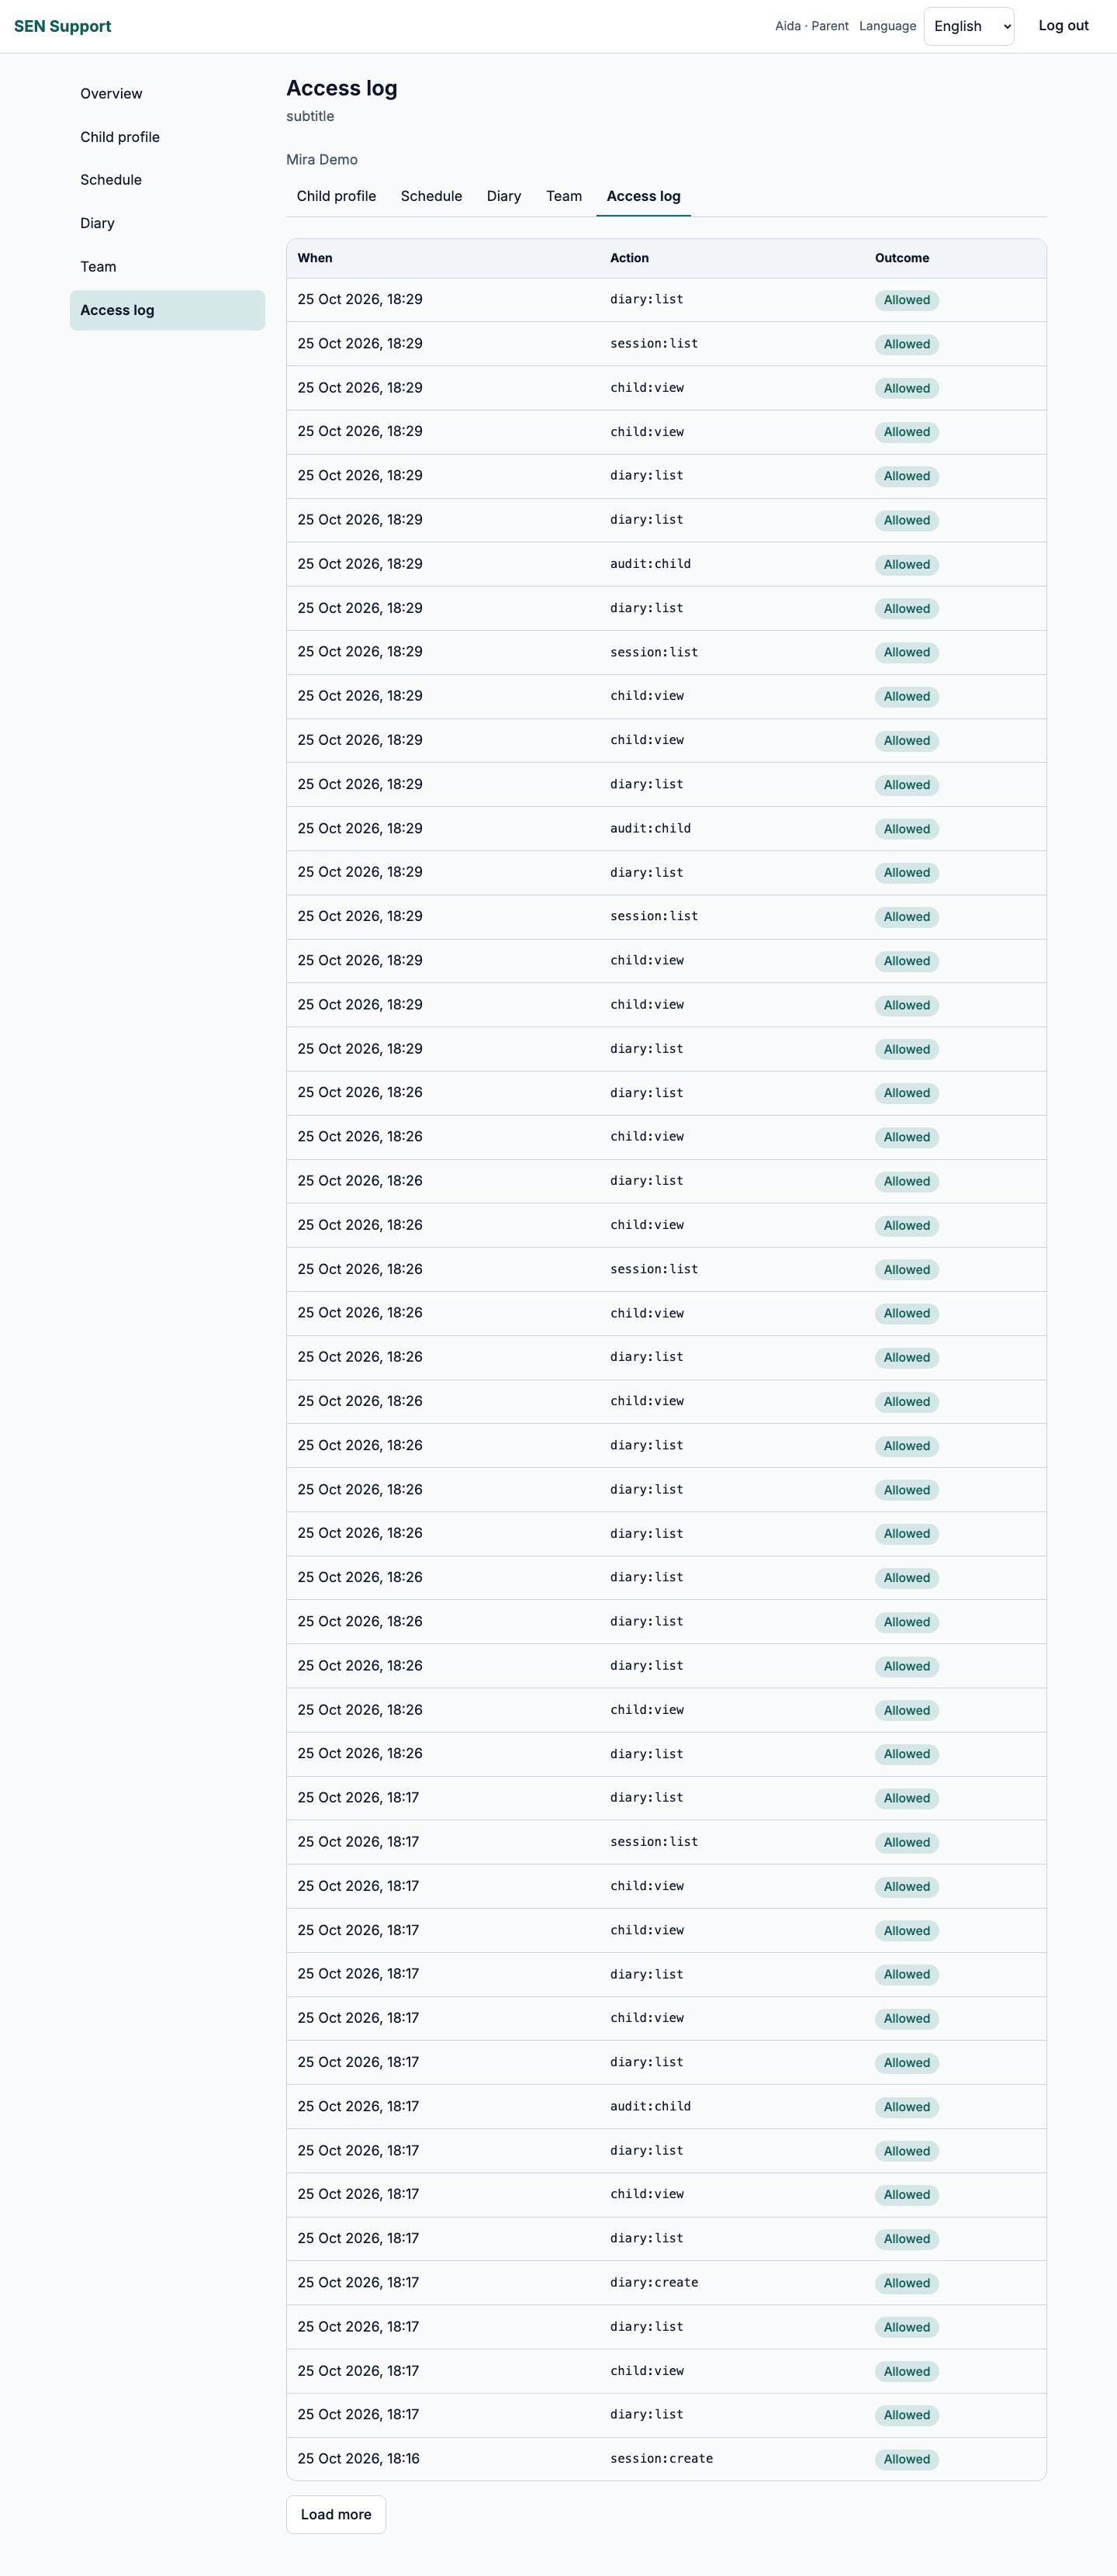 SEN Support
Aida · Parent Language English Log out
Overview
Child profile
Schedule
Diary
Team
Access log
Access log
subtitle
Mira Demo
Child profile Schedule Diary Team Access log
When Action Outcome
25 Oct 2026, 18:29 diary:list Allowed
25 Oct 2026, 18:29 session:list Allowed
25 Oct 2026, 18:29 child:view Allowed
25 Oct 2026, 18:29 child:view Allowed
25 Oct 2026, 18:29 diary:list Allowed
25 Oct 2026, 18:29 diary:list Allowed
25 Oct 2026, 18:29 audit:child Allowed
25 Oct 2026, 18:29 diary:list Allowed
25 Oct 2026, 18:29 session:list Allowed
25 Oct 2026, 18:29 child:view Allowed
25 Oct 2026, 18:29 child:view Allowed
25 Oct 2026, 18:29 diary:list Allowed
25 Oct 2026, 18:29 audit:child Allowed
25 Oct 2026, 18:29 diary:list Allowed
25 Oct 2026, 18:29 session:list Allowed
25 Oct 2026, 18:29 child:view Allowed
25 Oct 2026, 18:29 child:view Allowed
25 Oct 2026, 18:29 diary:list Allowed
25 Oct 2026, 18:26 diary:list Allowed
25 Oct 2026, 18:26 child:view Allowed
25 Oct 2026, 18:26 diary:list Allowed
25 Oct 2026, 18:26 child:view Allowed
25 Oct 2026, 18:26 session:list Allowed
25 Oct 2026, 18:26 child:view Allowed
25 Oct 2026, 18:26 diary:list Allowed
25 Oct 2026, 18:26 child:view Allowed
25 Oct 2026, 18:26 diary:list Allowed
25 Oct 2026, 18:26 diary:list Allowed
25 Oct 2026, 18:26 diary:list Allowed
25 Oct 2026, 18:26 diary:list Allowed
25 Oct 2026, 18:26 diary:list Allowed
25 Oct 2026, 18:26 diary:list Allowed
25 Oct 2026, 18:26 child:view Allowed
25 Oct 2026, 18:26 diary:list Allowed
25 Oct 2026, 18:17 diary:list Allowed
25 Oct 2026, 18:17 session:list Allowed
25 Oct 2026, 18:17 child:view Allowed
25 Oct 2026, 18:17 child:view Allowed
25 Oct 2026, 18:17 diary:list Allowed
25 Oct 2026, 18:17 child:view Allowed
25 Oct 2026, 18:17 diary:list Allowed
25 Oct 2026, 18:17 audit:child Allowed
25 Oct 2026, 18:17 diary:list Allowed
25 Oct 2026, 18:17 child:view Allowed
25 Oct 2026, 18:17 diary:list Allowed
25 Oct 2026, 18:17 diary:create Allowed
25 Oct 2026, 18:17 diary:list Allowed
25 Oct 2026, 18:17 child:view Allowed
25 Oct 2026, 18:17 diary:list Allowed
25 Oct 2026, 18:16 session:create Allowed
Load more